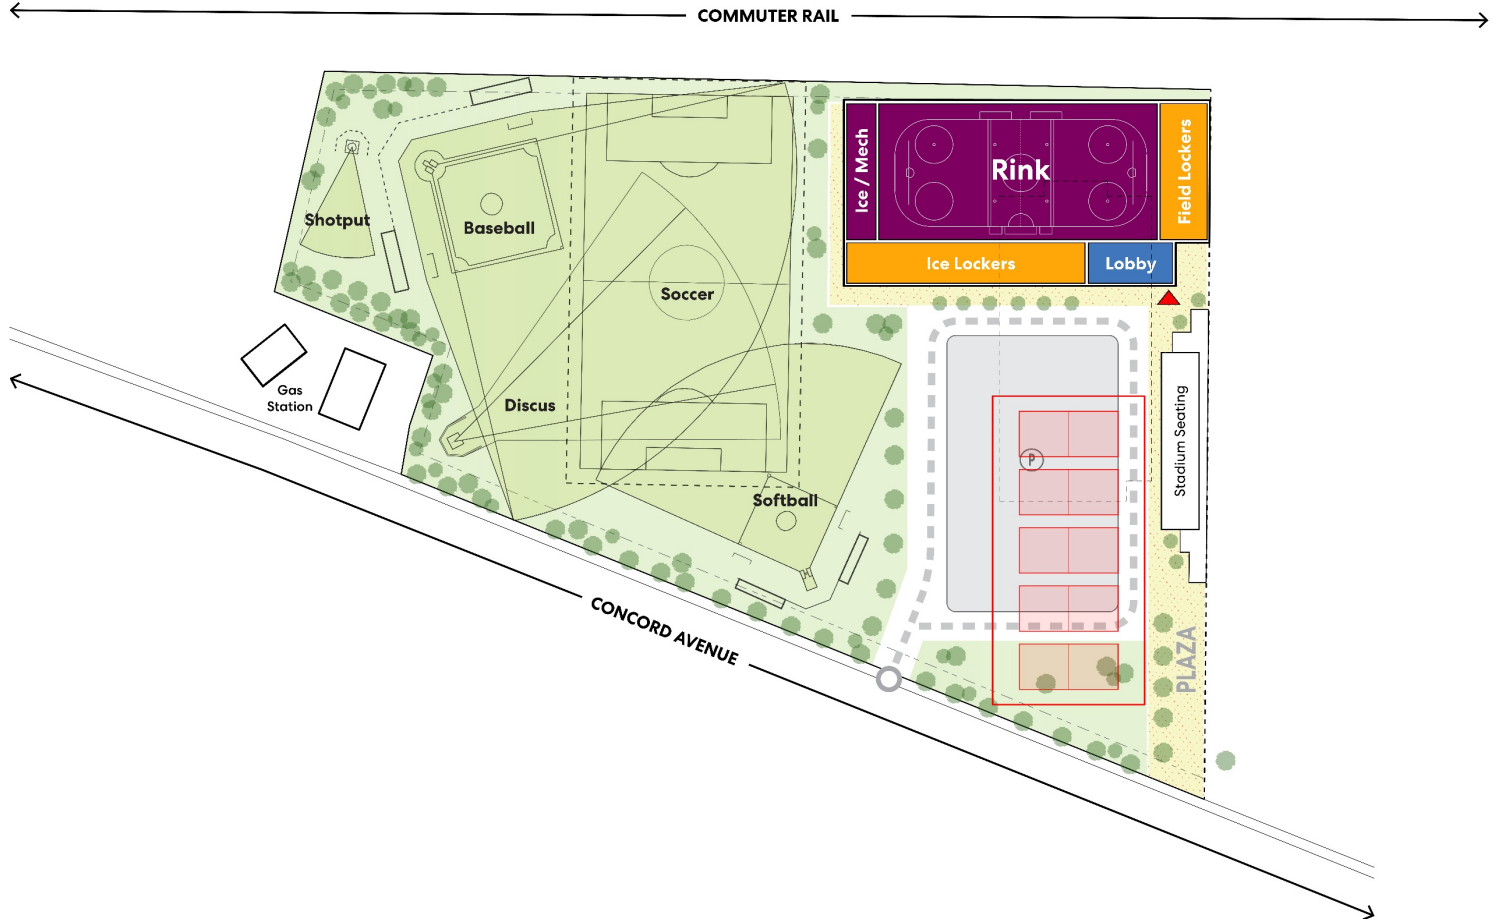 COMMUTER RAIL
Ice / Mech
Rink
Field Lockers
Shotput
Baseball
Ice Lockers
Lobby
Soccer
Gas
Station
Discus
Stadium Seating
P
Softball
CONCORD AVENUE
PLAZA